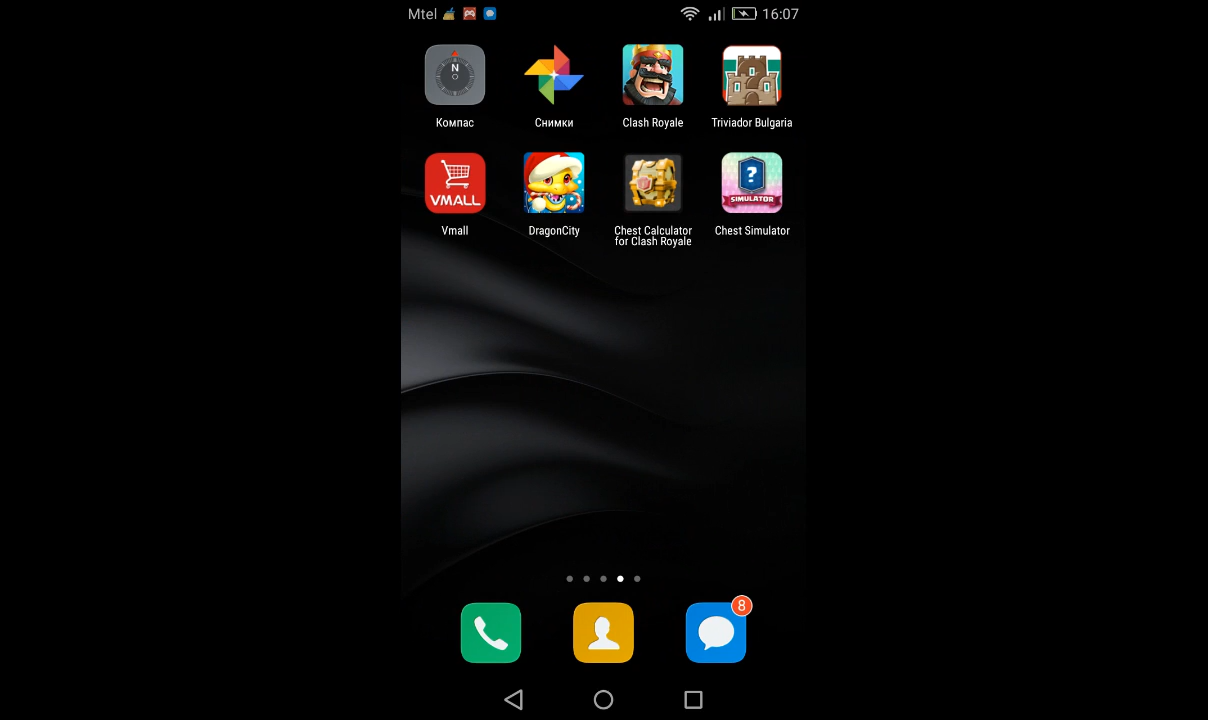 Mtel
16:07
N
Компас
Снимки
Clash Royale
Triviador Bulgaria
VMALL
?
SIMULATOR
Vmall
DragonCity
Chest Calculator
for Clash Royale
Chest Simulator
8